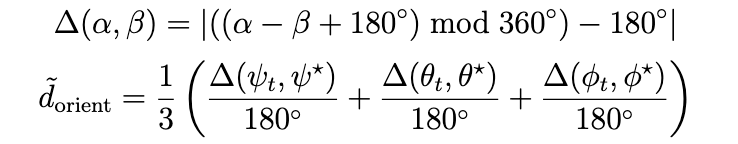 Δ(α, β) = |((α − β + 180°) mod 360°) − 180°|
d̃_orient = 1/3 ( Δ(ψ_t, ψ⋆)/180° + Δ(θ_t, θ⋆)/180° + Δ(ϕ_t, ϕ⋆)/180° )